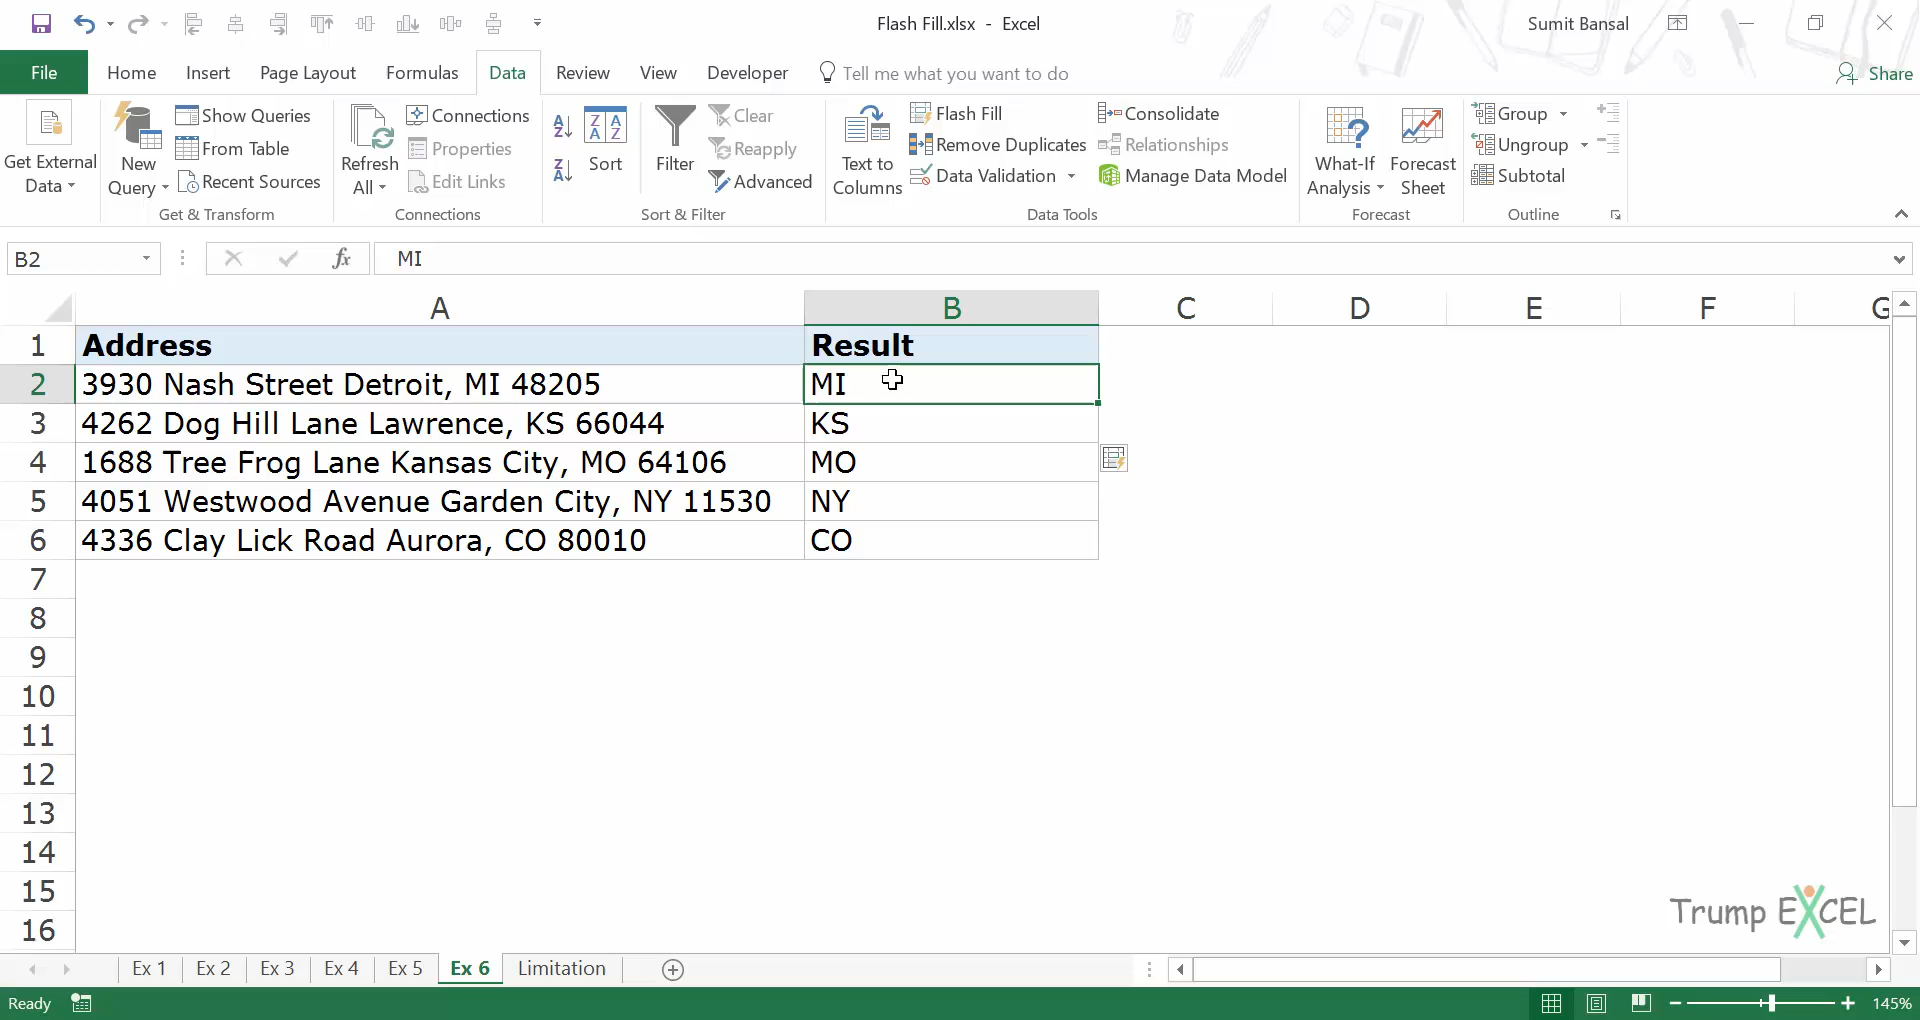 Flash Fill.xlsx - Excel
Sumit Bansal
File Home Insert Page Layout Formulas Data Review View Developer Tell me what you want to do Share
Get External Data
New Query
Show Queries
From Table
Recent Sources
Get & Transform
Refresh All
Connections
Properties
Edit Links
Connections
Sort
Filter
Clear
Reapply
Advanced
Sort & Filter
Text to Columns
Flash Fill
Remove Duplicates
Data Validation
Consolidate
Relationships
Manage Data Model
Data Tools
What-If Analysis
Forecast Sheet
Forecast
Group
Ungroup
Subtotal
Outline
B2 fx MI
A B C D E F G
1 Address Result
2 3930 Nash Street Detroit, MI 48205 MI
3 4262 Dog Hill Lane Lawrence, KS 66044 KS
4 1688 Tree Frog Lane Kansas City, MO 64106 MO
5 4051 Westwood Avenue Garden City, NY 11530 NY
6 4336 Clay Lick Road Aurora, CO 80010 CO
7
8
9
10
11
12
13
14
15
16
Trump EXCEL
Ex 1 Ex 2 Ex 3 Ex 4 Ex 5 Ex 6 Limitation
Ready 145%